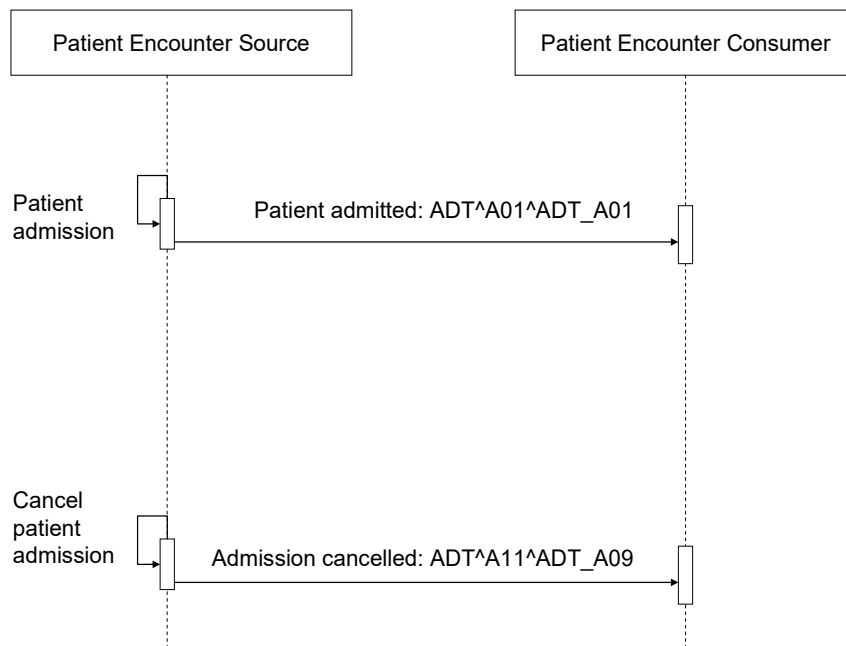 Patient Encounter Source
Patient Encounter Consumer
Patient
admission
Patient admitted: ADT^A01^ADT_A01
Cancel
patient
admission
Admission cancelled: ADT^A11^ADT_A09